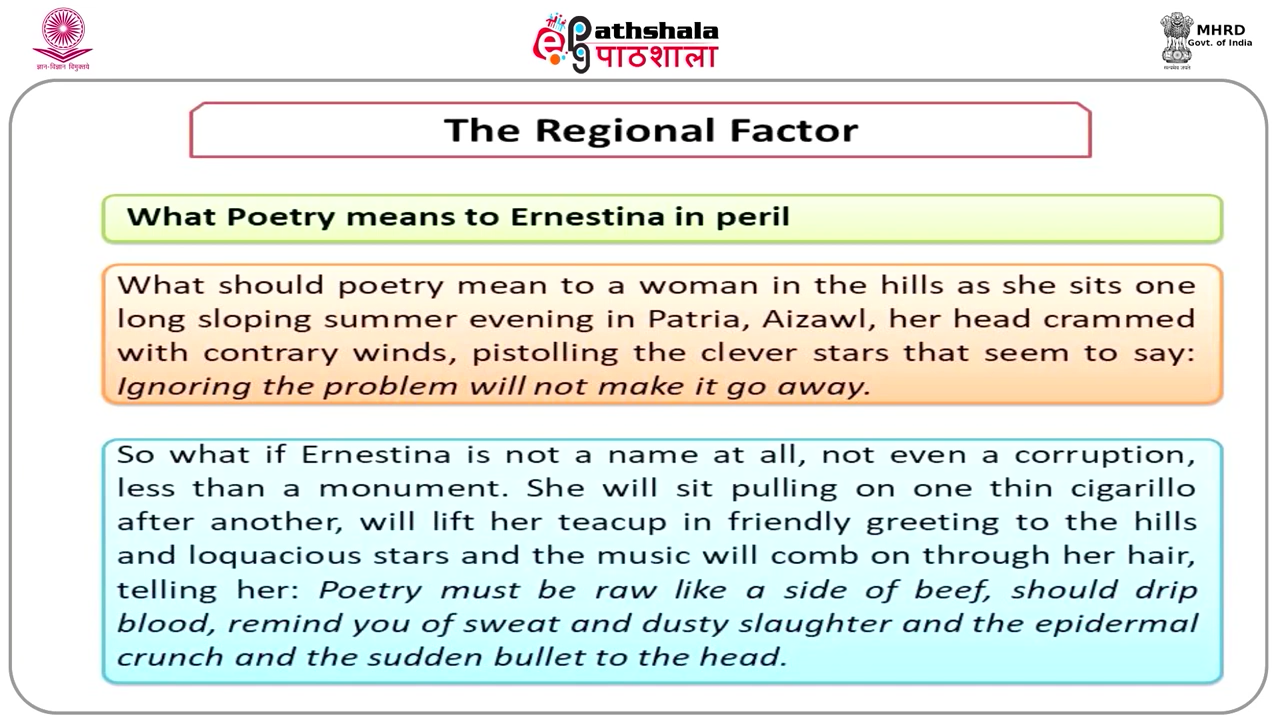 ज्ञान-विज्ञान विमुक्तये
ePG Pathshala
पाठशाला
MHRD
Govt. of India
सत्यमेव जयते
The Regional Factor
What Poetry means to Ernestina in peril
What should poetry mean to a woman in the hills as she sits one
long sloping summer evening in Patria, Aizawl, her head crammed
with contrary winds, pistolling the clever stars that seem to say:
Ignoring the problem will not make it go away.
So what if Ernestina is not a name at all, not even a corruption,
less than a monument. She will sit pulling on one thin cigarillo
after another, will lift her teacup in friendly greeting to the hills
and loquacious stars and the music will comb on through her hair,
telling her: Poetry must be raw like a side of beef, should drip
blood, remind you of sweat and dusty slaughter and the epidermal
crunch and the sudden bullet to the head.